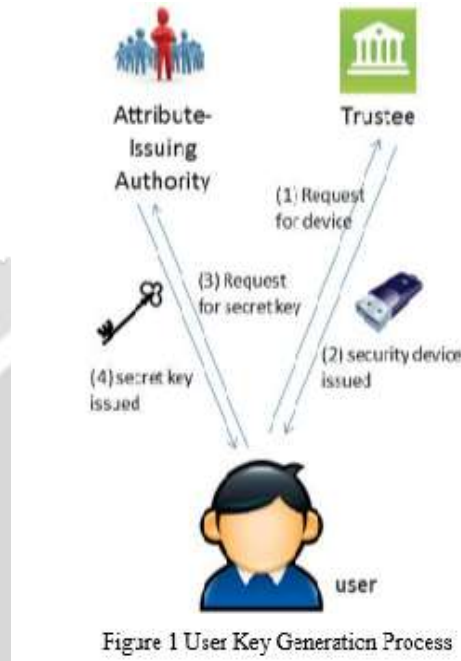 Attribute-
Issuing
Authority
Trustee
(1) Request
for device
(3) Request
for secret key
(2) security device
issued
(4) secret key
issued
user
Figure 1 User Key Generation Process